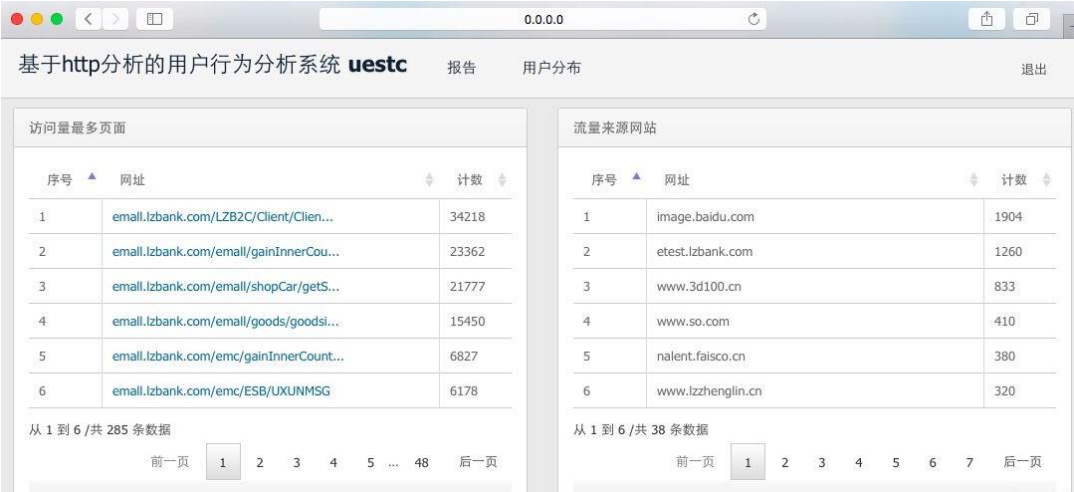 0.0.0.0
基于http分析的用户行为分析系统 uestc 报告 用户分布 退出
访问量最多页面
序号 网址 计数
1 emall.lzbank.com/LZB2C/Client/Clien... 34218
2 emall.lzbank.com/emall/gainInnerCou... 23362
3 emall.lzbank.com/emall/shopCar/getS... 21777
4 emall.lzbank.com/emall/goods/goodsi... 15450
5 emall.lzbank.com/emc/gainInnerCount... 6827
6 emall.lzbank.com/emc/ESB/UXUNMSG 6178
从 1 到 6 /共 285 条数据
前一页 1 2 3 4 5 ... 48 后一页
流量来源网站
序号 网址 计数
1 image.baidu.com 1904
2 etest.lzbank.com 1260
3 www.3d100.cn 833
4 www.so.com 410
5 nalent.faisco.cn 380
6 www.lzzhenglin.cn 320
从 1 到 6 /共 38 条数据
前一页 1 2 3 4 5 6 7 后一页